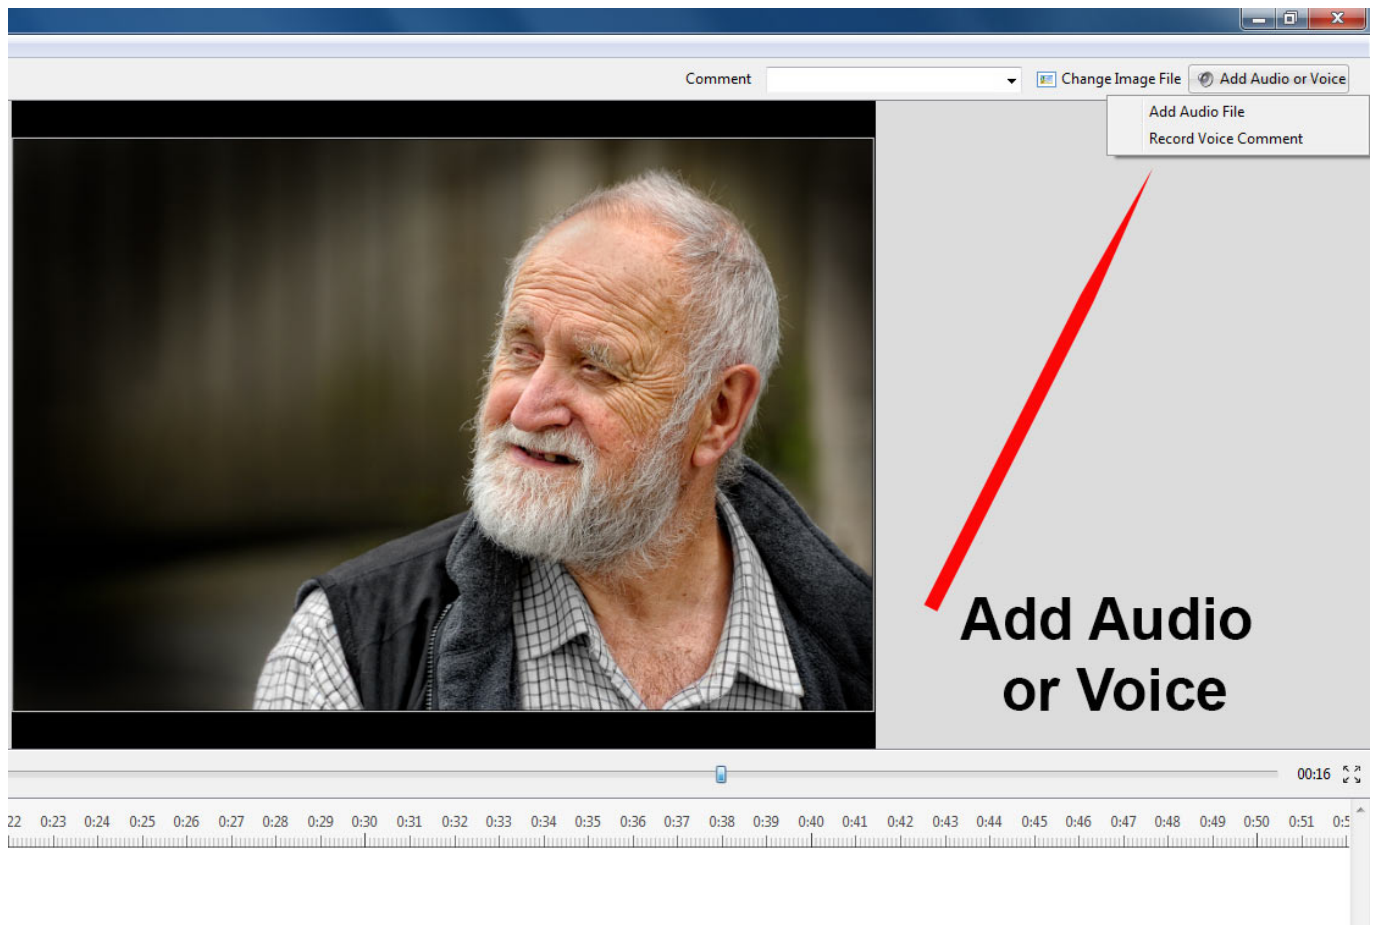 Comment Change Image File Add Audio or Voice
Add Audio File
Record Voice Comment
Add Audio
or Voice
00:16
22 0:23 0:24 0:25 0:26 0:27 0:28 0:29 0:30 0:31 0:32 0:33 0:34 0:35 0:36 0:37 0:38 0:39 0:40 0:41 0:42 0:43 0:44 0:45 0:46 0:47 0:48 0:49 0:50 0:51 0:5